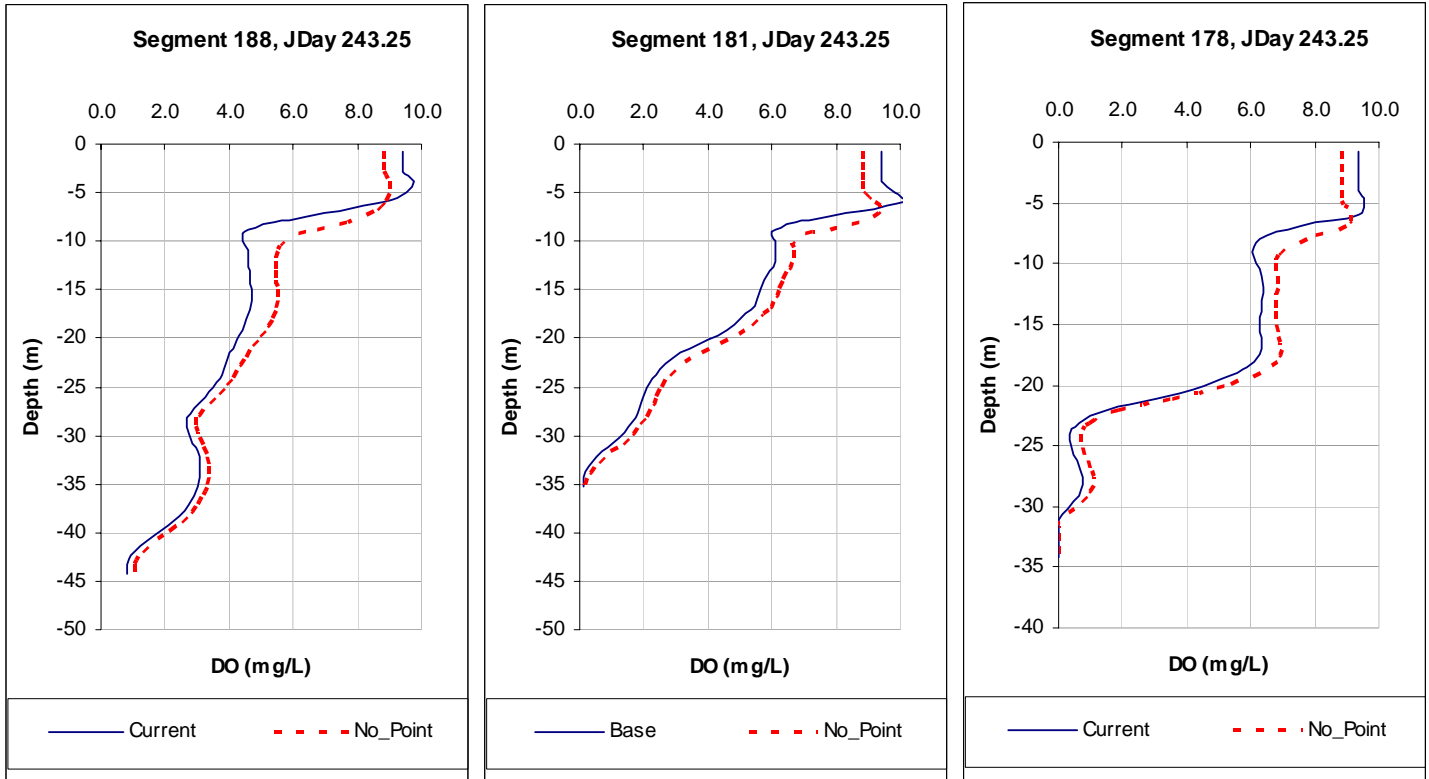 Segment 188, JDay 243.25
0.0 2.0 4.0 6.0 8.0 10.0
0
-5
-10
-15
-20
-25
-30
-35
-40
-45
-50
Depth (m)
DO (mg/L)
Current No_Point
Segment 181, JDay 243.25
0.0 2.0 4.0 6.0 8.0 10.0
0
-5
-10
-15
-20
-25
-30
-35
-40
-45
-50
Depth (m)
DO (mg/L)
Base No_Point
Segment 178, JDay 243.25
0.0 2.0 4.0 6.0 8.0 10.0
0
-5
-10
-15
-20
-25
-30
-35
-40
Depth (m)
DO (mg/L)
Current No_Point